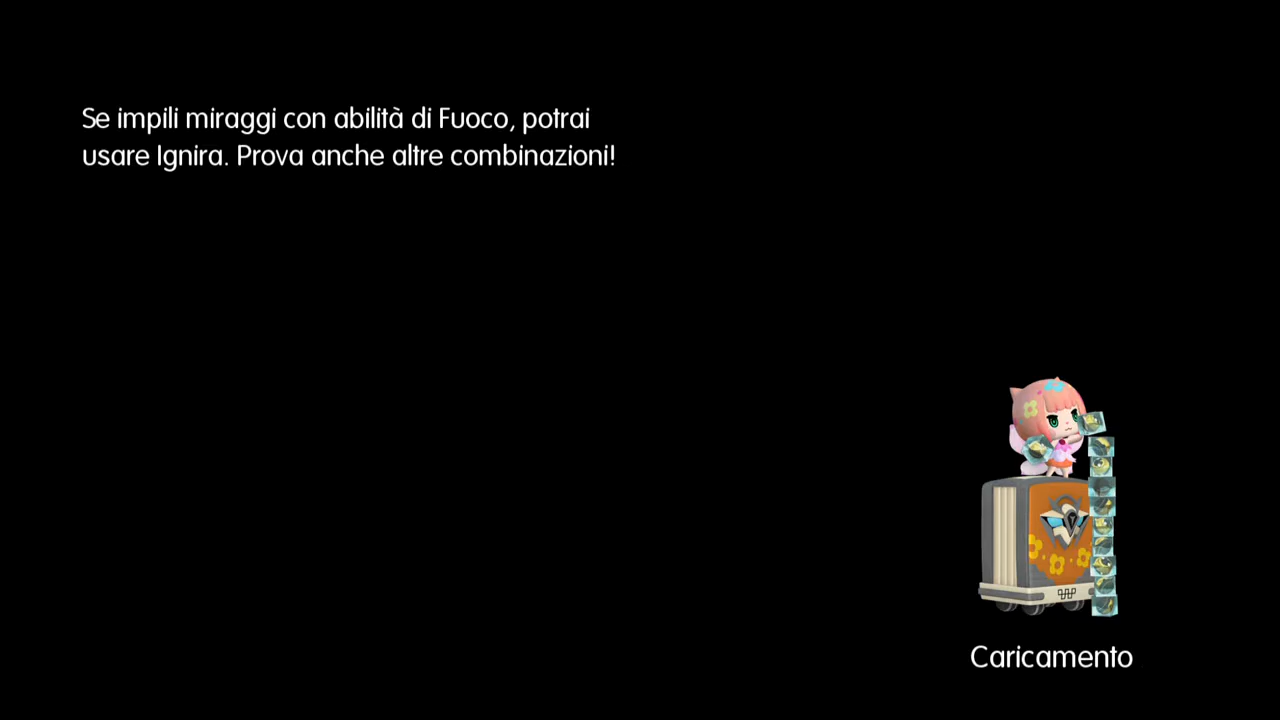 Se impili miraggi con abilità di Fuoco, potrai
usare Ignira. Prova anche altre combinazioni!
Caricamento